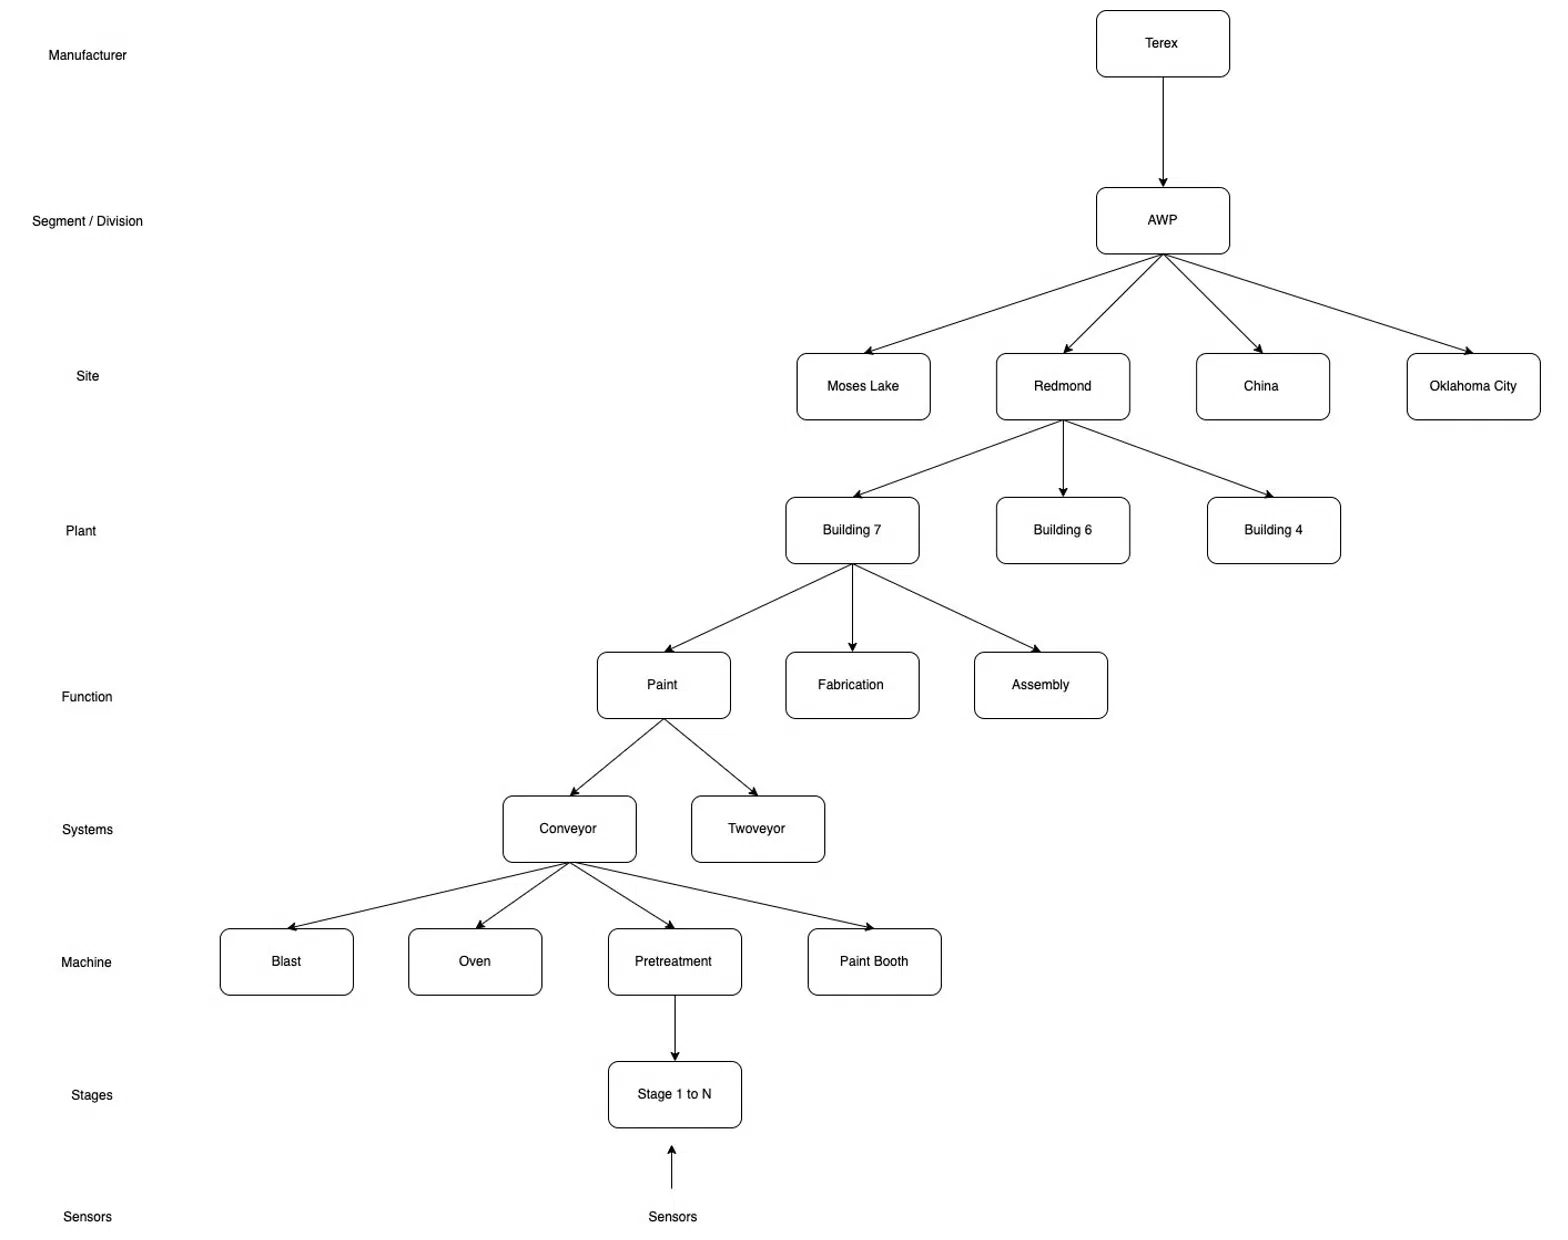 Terex
Manufacturer
AWP
Segment / Division
Site
Moses Lake
Redmond
China
Oklahoma City
Plant
Building 7
Building 6
Building 4
Paint
Fabrication
Assembly
Function
Systems
Conveyor
Twoveyor
Machine
Blast
Oven
Pretreatment
Paint Booth
Stages
Stage 1 to N
Sensors
Sensors